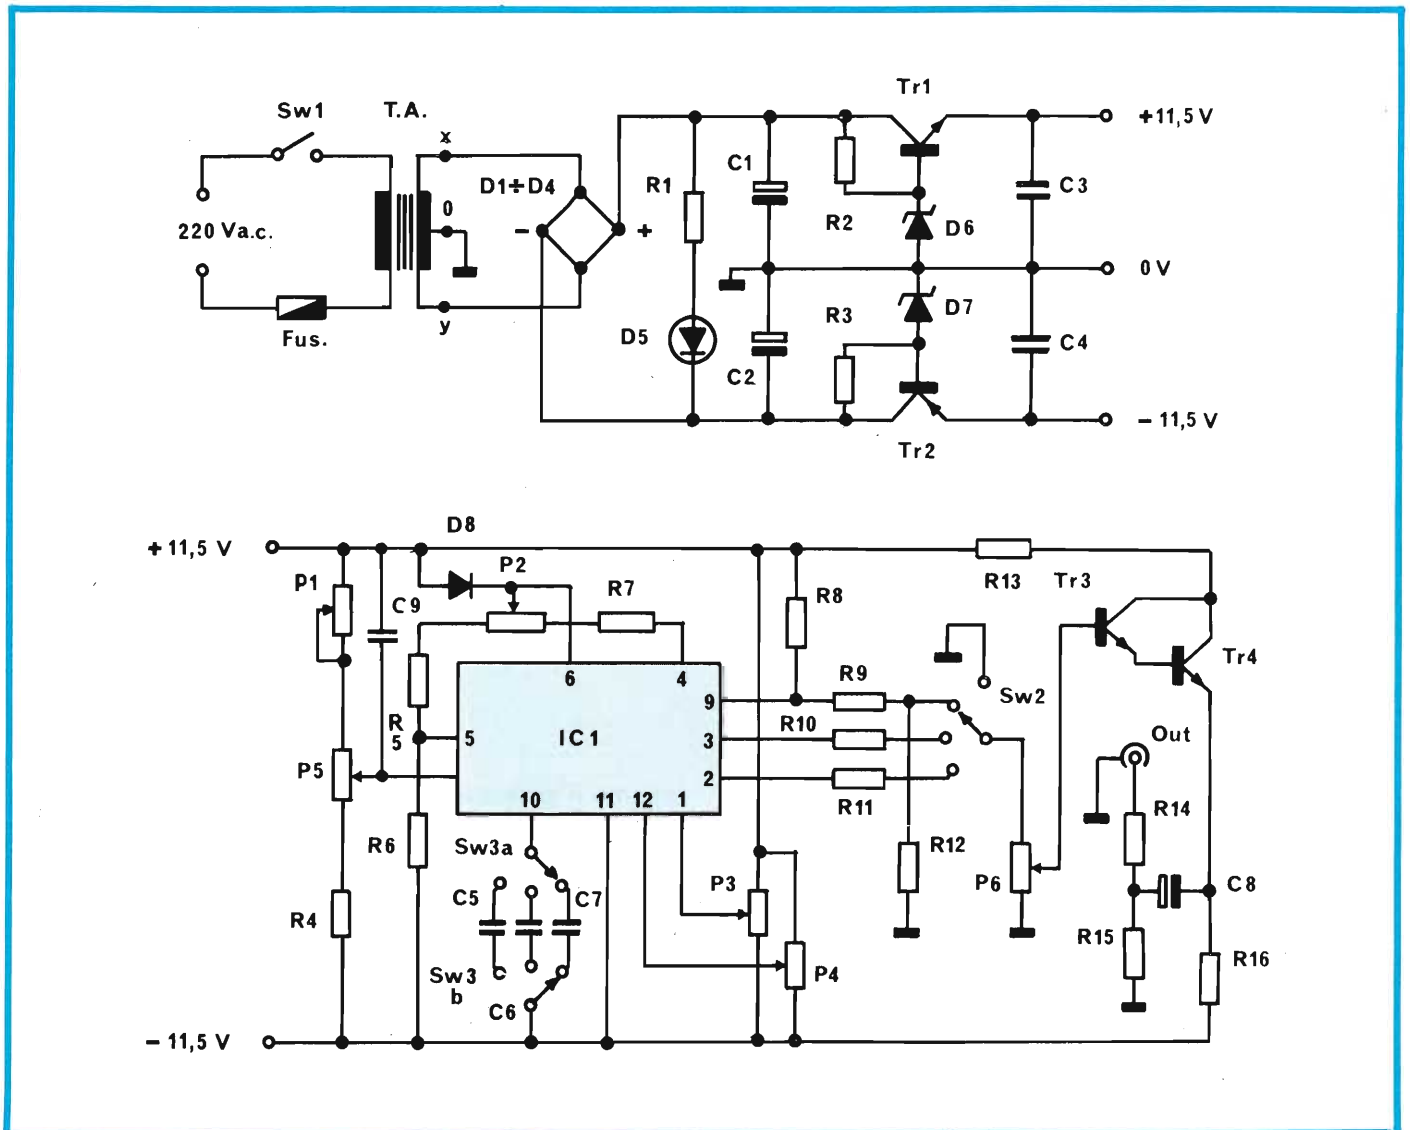 Tr1
Sw1
T.A.
+11,5 V
x
C1
D1÷D4
R1
C3
0
R2
D6
220 Va.c.
-
+
0 V
y
R3
D7
Fus.
D5
C4
C2
- 11,5 V
Tr2
D8
+ 11,5 V
P2
P1
C9
R7
R8
R13
Tr3
6
4
Tr4
9
R9
Sw2
R
5
5
IC1
3
R10
Out
P5
2
10
11
12
1
R11
R14
R6
Sw3a
R12
P3
P6
C8
C5
C7
R4
R15
Sw3
b
P4
R16
C6
- 11,5 V